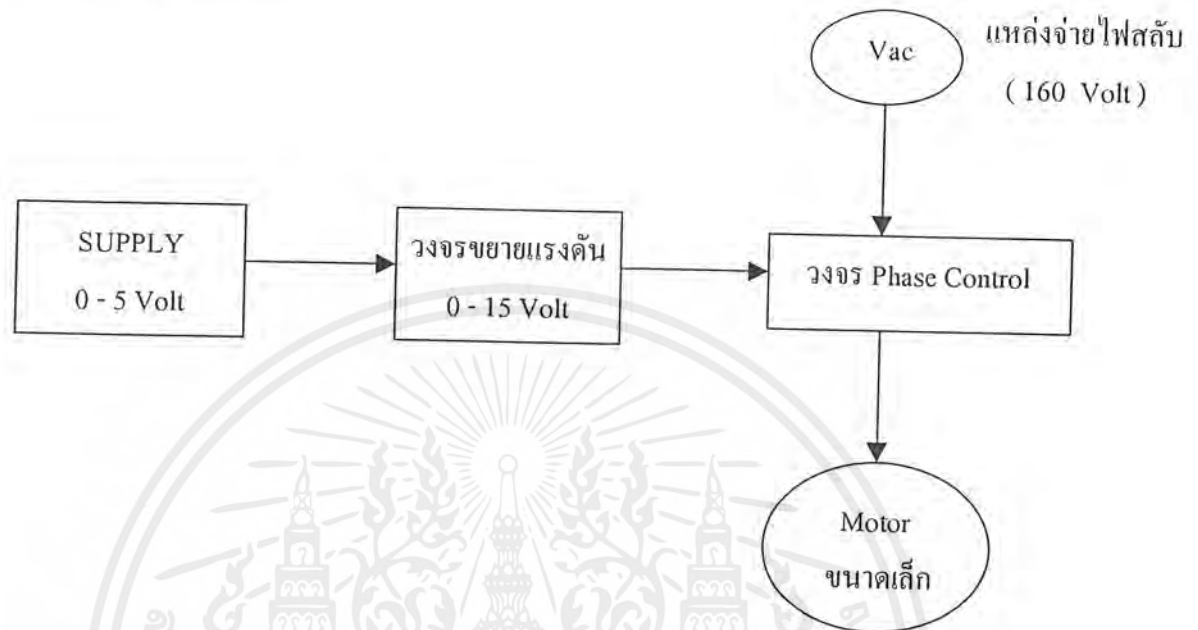 Vac
แหล่งจ่ายไฟสลับ
( 160 Volt )
SUPPLY
0 - 5 Volt
วงจรขยายแรงดัน
0 - 15 Volt
วงจร Phase Control
Motor
ขนาดเล็ก